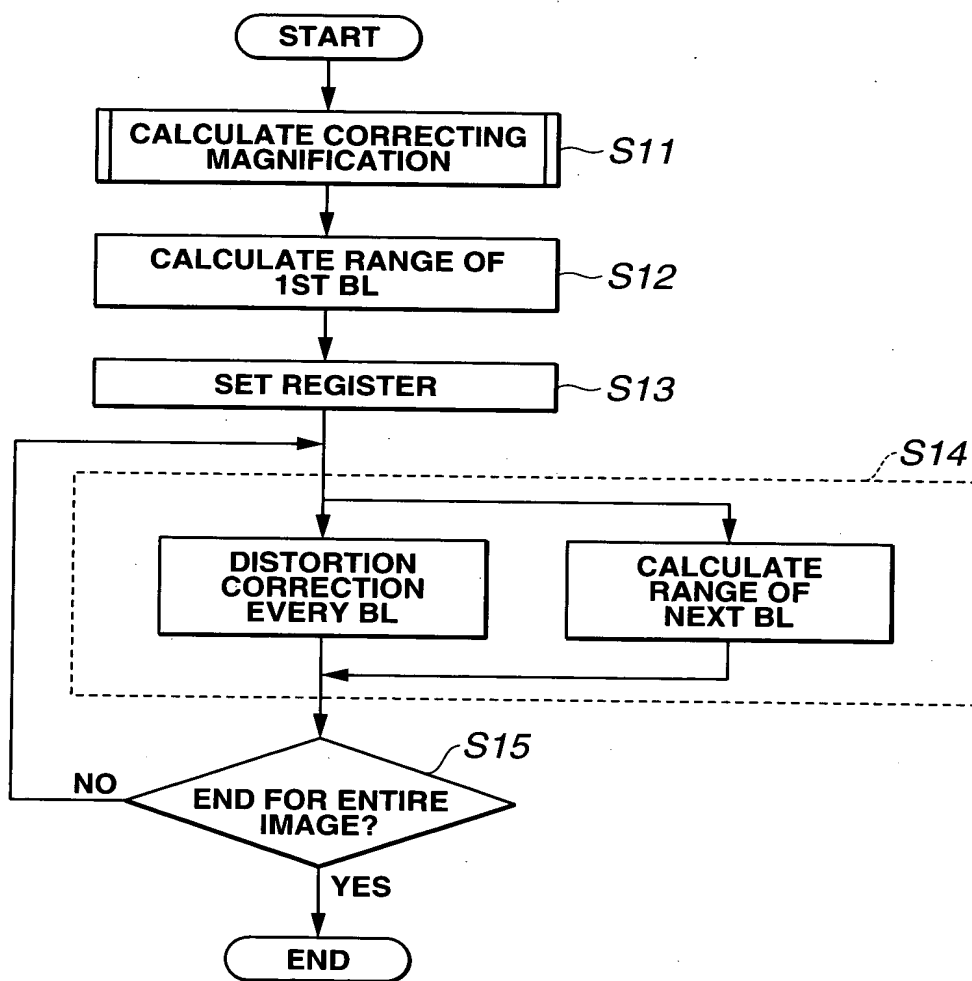 START
CALCULATE CORRECTING
MAGNIFICATION
S11
CALCULATE RANGE OF
1ST BL
S12
SET REGISTER
S13
S14
DISTORTION
CORRECTION
EVERY BL
CALCULATE
RANGE OF
NEXT BL
S15
NO
END FOR ENTIRE
IMAGE?
YES
END